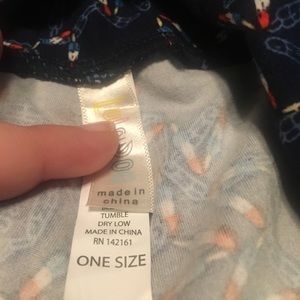 made in
china
TUMBLE
DRY LOW
MADE IN CHINA
RN 142161
ONE SIZE